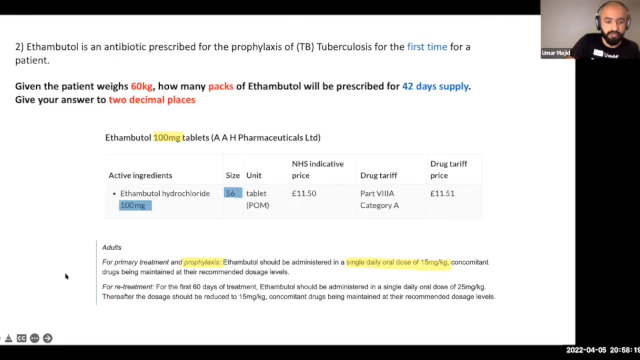 2) Ethambutol is an antibiotic prescribed for the prophylaxis of (TB) Tuberculosis for the first time for a
patient.
Given the patient weighs 60kg, how many packs of Ethambutol will be prescribed for 42 days supply.
Give your answer to two decimal places
Ethambutol 100mg tablets (A A H Pharmaceuticals Ltd)
Active ingredients Size Unit NHS indicative price Drug tariff Drug tariff price
• Ethambutol hydrochloride 100mg 56 tablet (POM) £11.50 Part VIIIA Category A £11.51
Adults
For primary treatment and prophylaxis: Ethambutol should be administered in a single daily oral dose of 15mg/kg, concomitant
drugs being maintained at their recommended dosage levels.
For re-treatment: For the first 60 days of treatment, Ethambutol should be administered in a single daily oral dose of 25mg/kg.
Thereafter the dosage should be reduced to 15mg/kg, concomitant drugs being maintained at their recommended dosage levels.
Umar Majid
CC
2022-04-05 20:58:19